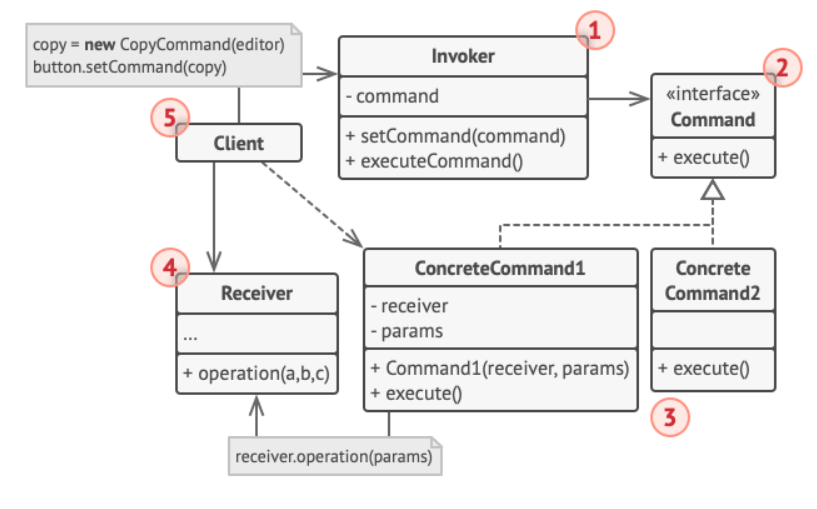 copy = new CopyCommand(editor)
button.setCommand(copy)
1
Invoker
- command
+ setCommand(command)
+ executeCommand()
2
«interface»
Command
+ execute()
5
Client
4
Receiver
...
+ operation(a,b,c)
ConcreteCommand1
- receiver
- params
+ Command1(receiver, params)
+ execute()
Concrete
Command2
+ execute()
3
receiver.operation(params)